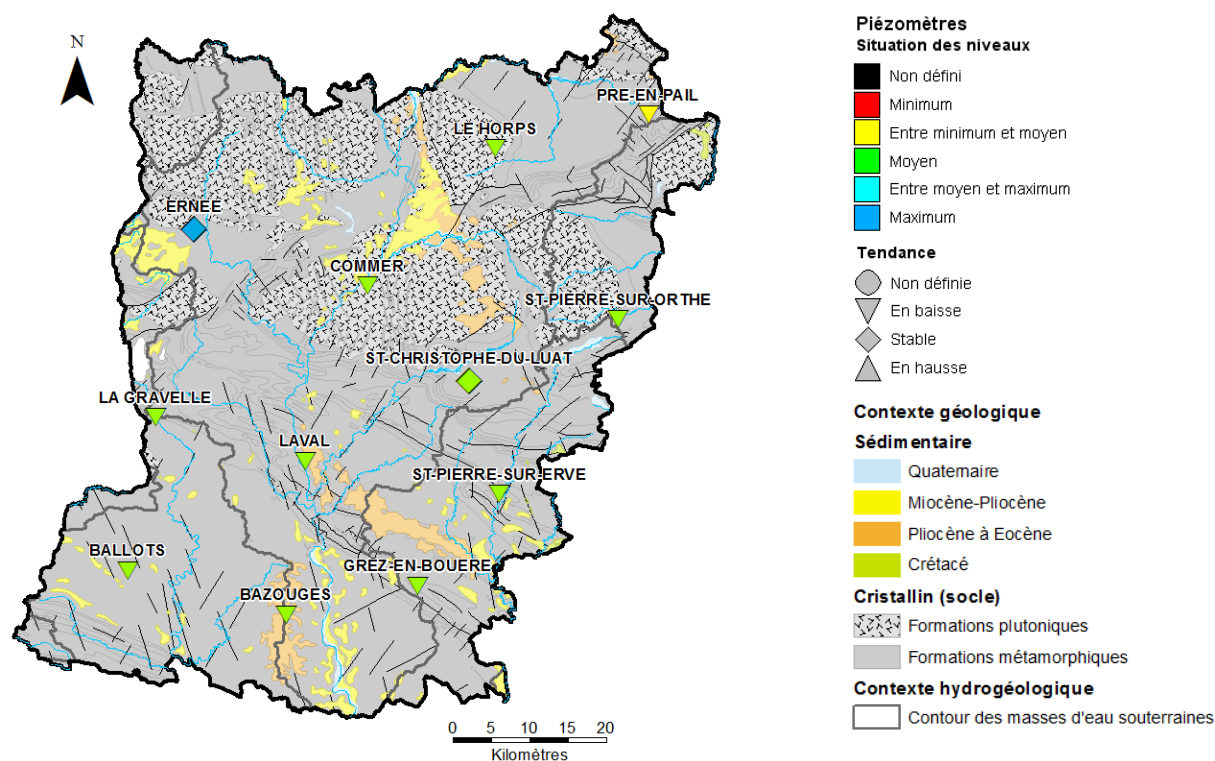 N
PRE-EN-PAIL
LE HORPS
ERNEE
COMMER
ST-PIERRE-SUR-ORTHE
ST-CHRISTOPHE-DU-LUAT
LA GRAVELLE
LAVAL
ST-PIERRE-SUR-ERVE
BALLOTS
GREZ-EN-BOUERE
BAZOUGES
0 5 10 15 20
Kilomètres
Piézomètres
Situation des niveaux
Non défini
Minimum
Entre minimum et moyen
Moyen
Entre moyen et maximum
Maximum
Tendance
Non définie
En baisse
Stable
En hausse
Contexte géologique
Sédimentaire
Quaternaire
Miocène-Pliocène
Pliocène à Eocène
Crétacé
Cristallin (socle)
Formations plutoniques
Formations métamorphiques
Contexte hydrogéologique
Contour des masses d'eau souterraines